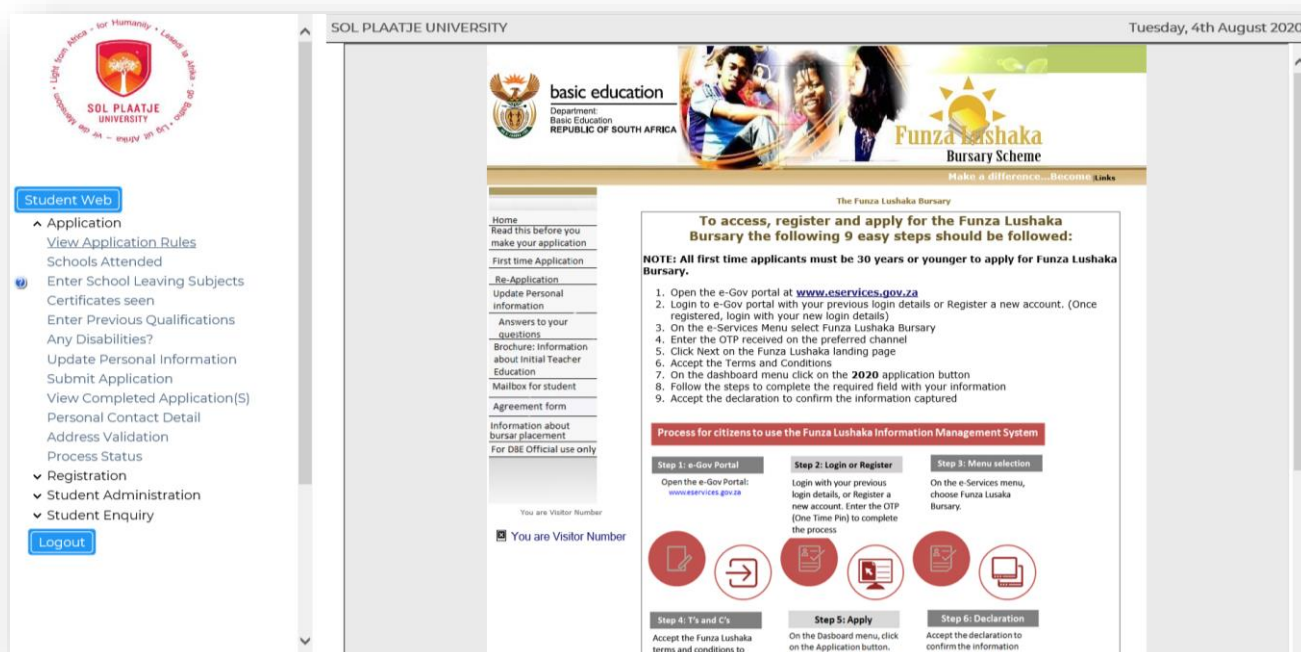 SOL PLAATJE UNIVERSITY
Tuesday, 4th August 2020
SOL PLAATJE
UNIVERSITY
Student Web
Application
View Application Rules
Schools Attended
Enter School Leaving Subjects
Certificates seen
Enter Previous Qualifications
Any Disabilities?
Update Personal Information
Submit Application
View Completed Application(S)
Personal Contact Detail
Address Validation
Process Status
Registration
Student Administration
Student Enquiry
Logout
basic education
Department:
Basic Education
REPUBLIC OF SOUTH AFRICA
Funza Lushaka
Bursary Scheme
Make a difference...Become
Links
Home
Read this before you
make your application
First time Application
Re-Application
Update Personal
information
Answers to your
questions
Brochure: Information
about Initial Teacher
Education
Mailbox for student
Agreement form
Information about
bursar placement
For DBE Official use only
You are Visitor Number
You are Visitor Number
The Funza Lushaka Bursary
To access, register and apply for the Funza Lushaka
Bursary the following 9 easy steps should be followed:
NOTE: All first time applicants must be 30 years or younger to apply for Funza Lushaka
Bursary.
1. Open the e-Gov portal at www.eservices.gov.za
2. Login to e-Gov portal with your previous login details or Register a new account. (Once
registered, login with your new login details)
3. On the e-Services Menu select Funza Lushaka Bursary
4. Enter the OTP received on the preferred channel
5. Click Next on the Funza Lushaka landing page
6. Accept the Terms and Conditions
7. On the dashboard menu click on the 2020 application button
8. Follow the steps to complete the required field with your information
9. Accept the declaration to confirm the information captured
Process for citizens to use the Funza Lushaka Information Management System
Step 1: e-Gov Portal
Open the e-Gov Portal:
www.eservices.gov.za
Step 2: Login or Register
Login with your previous
login details, or Register a
new account. Enter the OTP
(One Time Pin) to complete
the process
Step 3: Menu selection
On the e-Services menu,
choose Funza Lusaka
Bursary.
Step 4: T's and C's
Accept the Funza Lushaka
terms and conditions to
Step 5: Apply
On the Dasboard menu, click
on the Application button.
Step 6: Declaration
Accept the declaration to
confirm the information